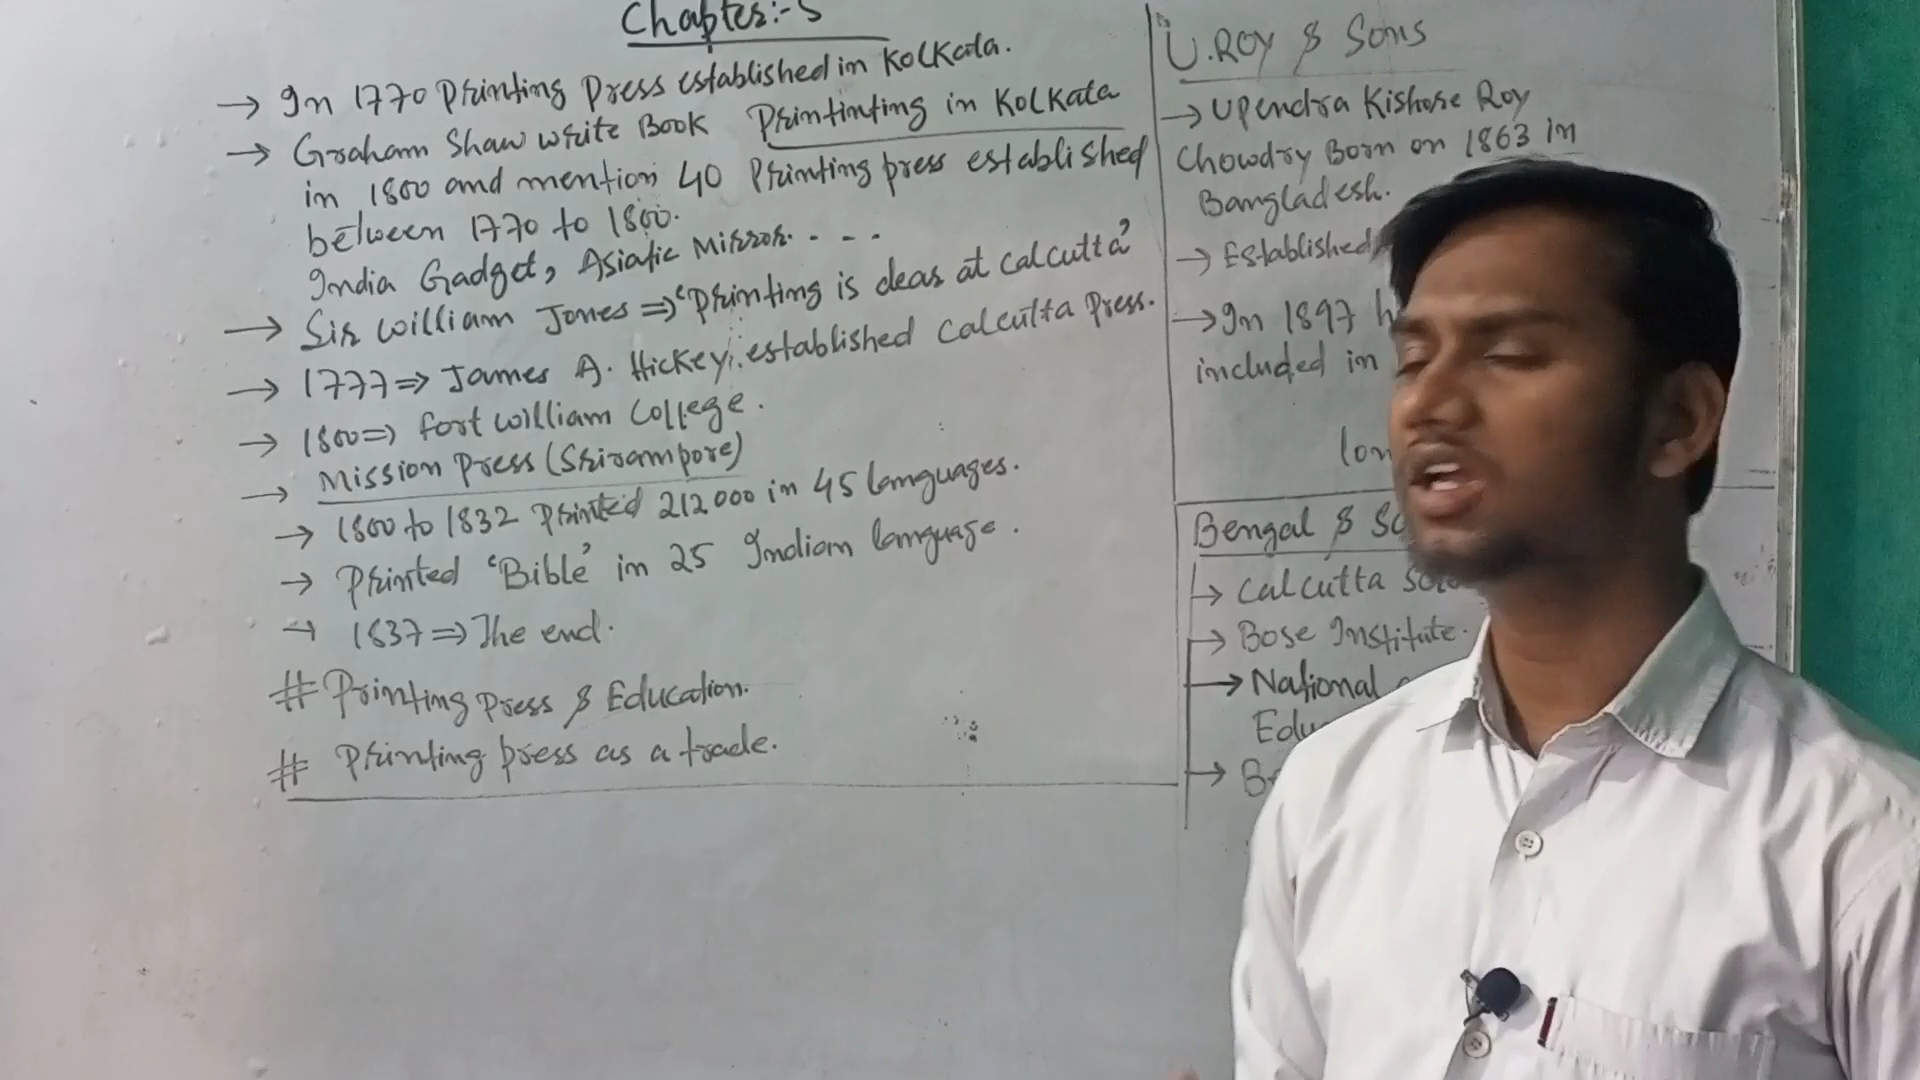 Chapter:-5
→ In 1770 Printing Press established in Kolkata.
→ Graham Shaw write Book Printinting in Kolkata
in 1800 and mention 40 Printing press established
between 1770 to 1800.
India Gadget, Asiatic Mirror. . . .
→ Sir William Jones ⇒ 'Printing is dear at calcutta'
→ 1777 ⇒ James A. Hickey, established Calcutta Press.
→ 1800 ⇒ fort william College.
→ Mission Press (Srirampore)
→ 1800 to 1832 Printed 212000 in 45 languages.
→ Printed 'Bible' in 25 Indian language.
→ 1837 ⇒ The end.
# Printing Press & Education.
# Printing press as a trade.
U. ROY & Sons
→ Upendra Kishore Roy
Chowdry Born on 1863 in
Bangladesh.
→ Established
→ In 1897 h
included in
lon
Bengal & Sc
→ Calcutta
→ Bose Institute.
→ National
Edu